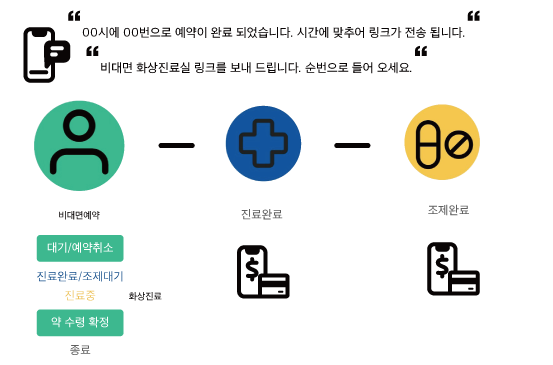 “ 00시에 00번으로 예약이 완료 되었습니다. 시간에 맞추어 링크가 전송 됩니다. “
“ 비대면 화상진료실 링크를 보내 드립니다. 순번으로 들어 오세요. “
비대면예약
진료완료
조제완료
대기/예약취소
진료완료/조제대기
진료중
화상진료
약 수령 확정
종료